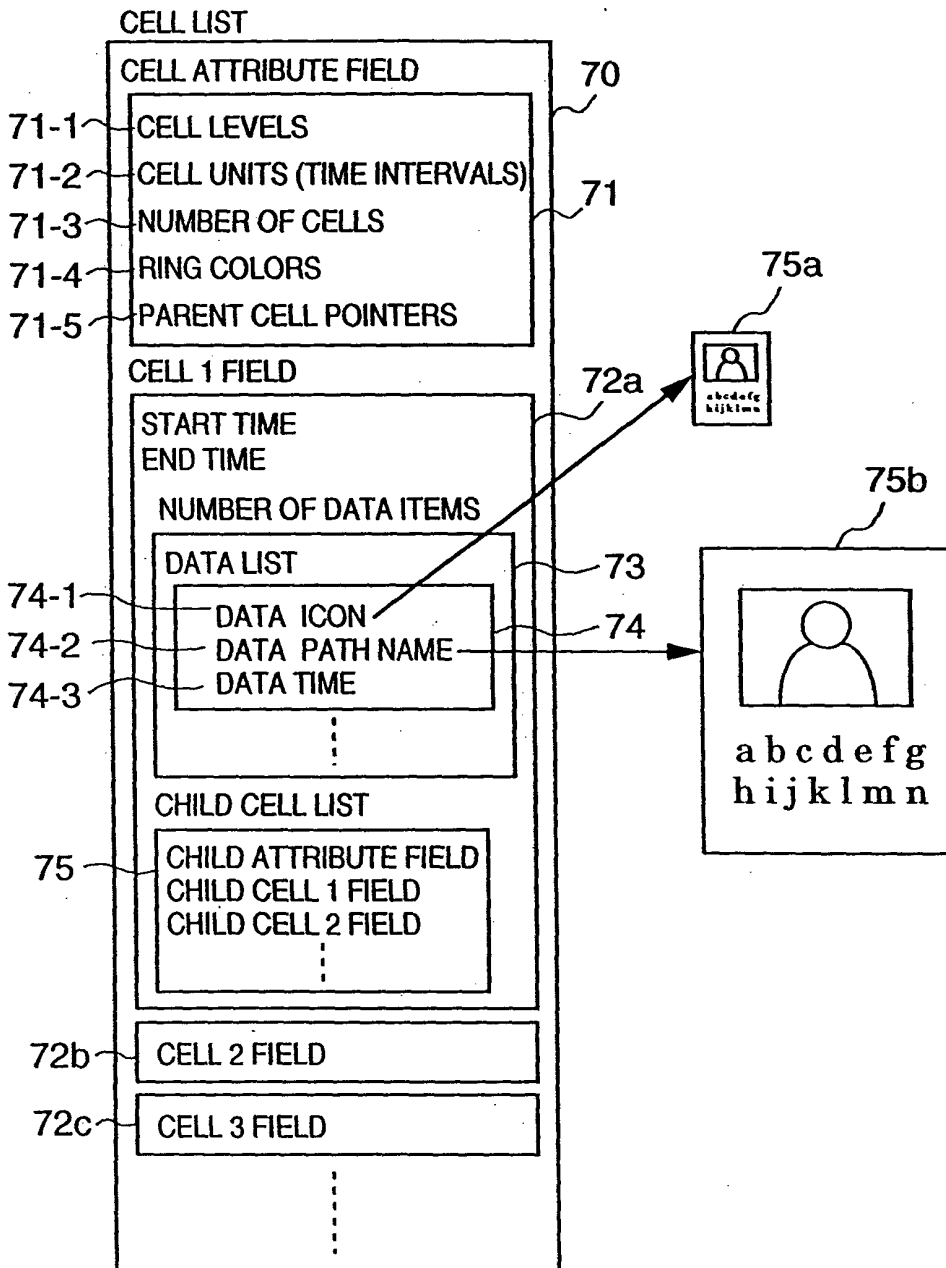 CELL LIST
CELL ATTRIBUTE FIELD
70
71-1 CELL LEVELS
71-2 CELL UNITS (TIME INTERVALS)
71
71-3 NUMBER OF CELLS
71-4 RING COLORS
71-5 PARENT CELL POINTERS
75a
abcdefg
hijklmn
CELL 1 FIELD
72a
START TIME
END TIME
NUMBER OF DATA ITEMS
75b
DATA LIST
73
74-1 DATA ICON
74-2 DATA PATH NAME
74
74-3 DATA TIME
a b c d e f g
h i j k l m n
CHILD CELL LIST
75 CHILD ATTRIBUTE FIELD
CHILD CELL 1 FIELD
CHILD CELL 2 FIELD
72b CELL 2 FIELD
72c CELL 3 FIELD